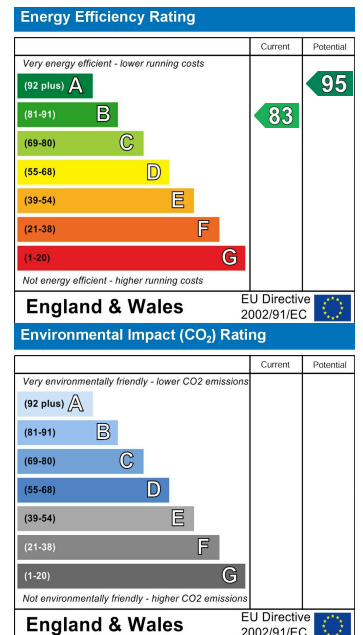 Energy Efficiency Rating
Current Potential
Very energy efficient - lower running costs
(92 plus) A
95
(81-91) B
83
(69-80) C
(55-68) D
(39-54) E
(21-38) F
(1-20) G
Not energy efficient - higher running costs
England & Wales
EU Directive
2002/91/EC
Environmental Impact (CO₂) Rating
Current Potential
Very environmentally friendly - lower CO2 emissions
(92 plus) A
(81-91) B
(69-80) C
(55-68) D
(39-54) E
(21-38) F
(1-20) G
Not environmentally friendly - higher CO2 emissions
England & Wales
EU Directive
2002/91/EC